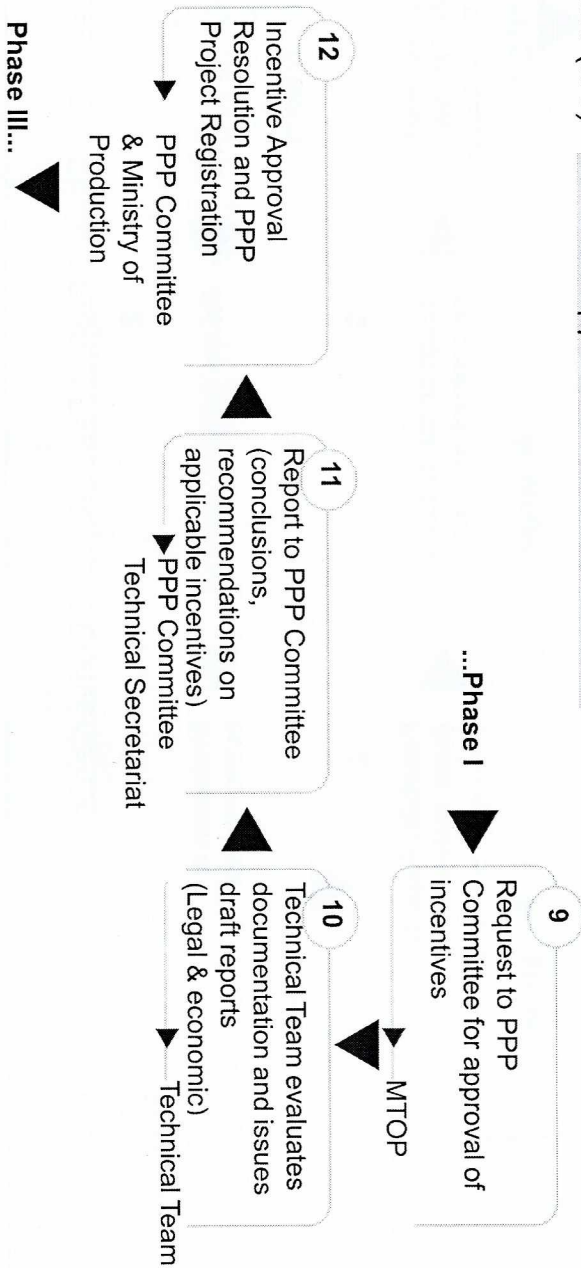 ...Phase I
9
Request to PPP
Committee for approval of
incentives
MTOP
10
Technical Team evaluates
documentation and issues
draft reports
(Legal & economic)
Technical Team
11
Report to PPP Committee
(conclusions,
recommendations on
applicable incentives)
PPP Committee
Technical Secretariat
12
Incentive Approval
Resolution and PPP
Project Registration
PPP Committee
& Ministry of
Production
Phase III...